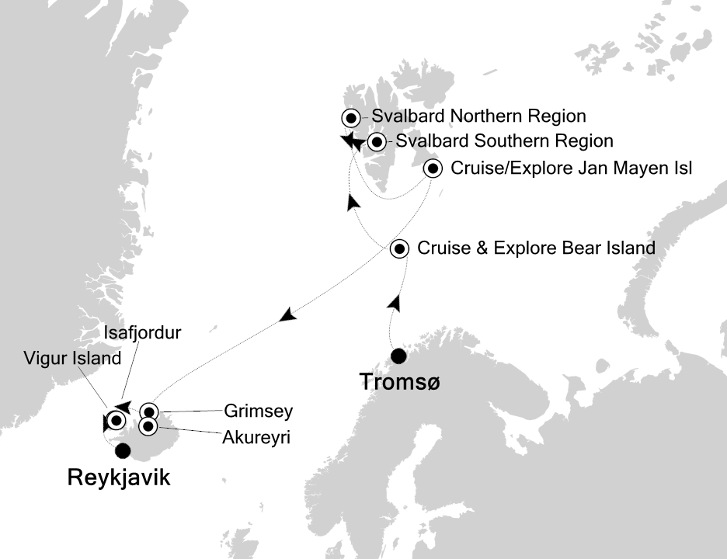 Svalbard Northern Region
Svalbard Southern Region
Cruise/Explore Jan Mayen Isl
Cruise & Explore Bear Island
Isafjordur
Vigur Island
Tromsø
Grimsey
Akureyri
Reykjavik